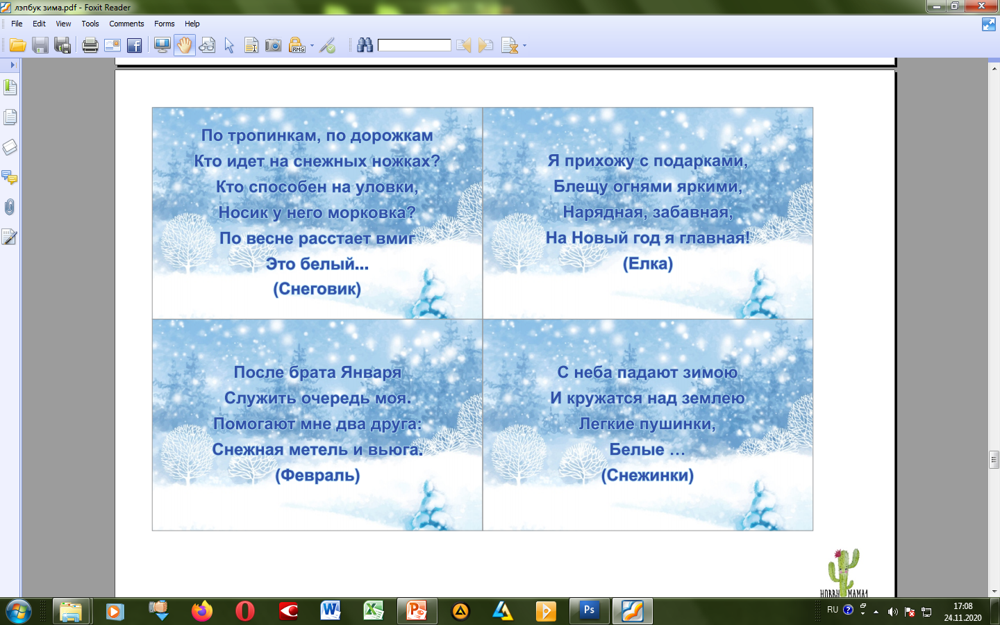 лэпбук зима.pdf - Foxit Reader
File Edit View Tools Comments Forms Help
RMS
По тропинкам, по дорожкам
Кто идет на снежных ножках?
Кто способен на уловки,
Носик у него морковка?
По весне расстает вмиг
Это белый...
(Снеговик)
Я прихожу с подарками,
Блещу огнями яркими,
Нарядная, забавная,
На Новый год я главная!
(Елка)
После брата Января
Служить очередь моя.
Помогают мне два друга:
Снежная метель и вьюга.
(Февраль)
С неба падают зимою
И кружатся над землею
Легкие пушинки,
Белые …
(Снежинки)
HOBBY MAMA
Ps
RU
17:08
24.11.2020